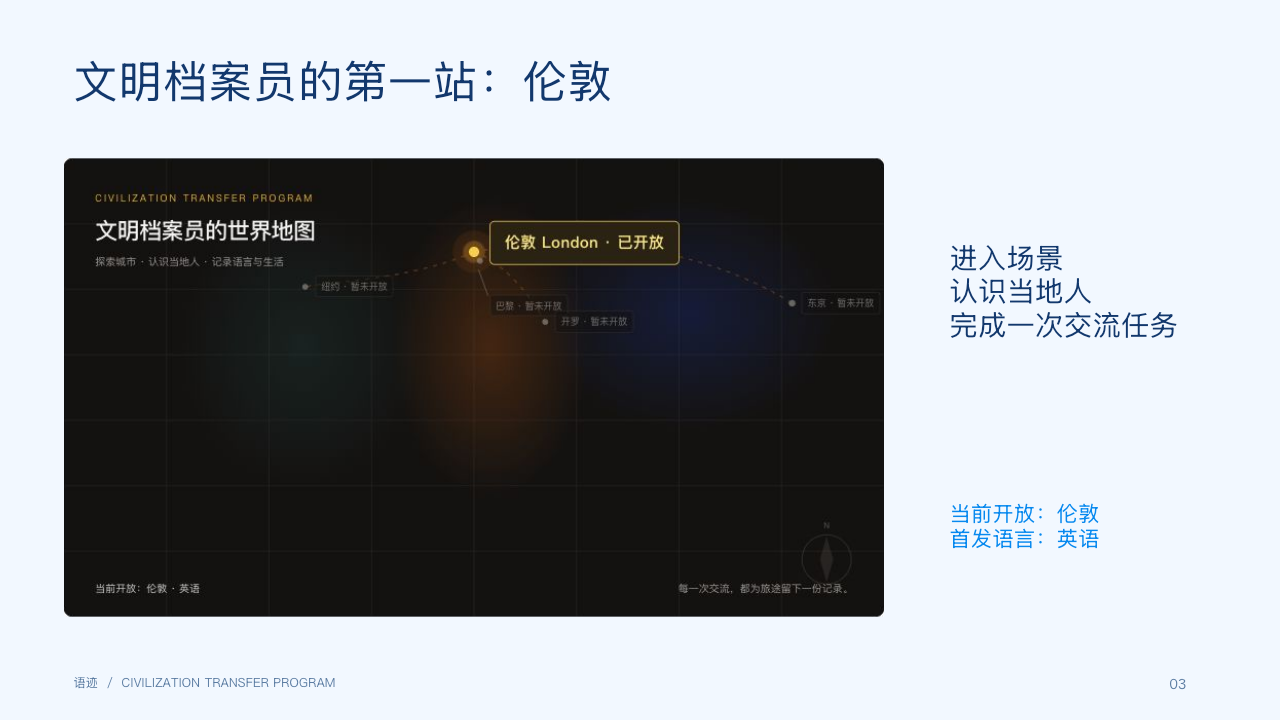 文明档案员的第一站：伦敦
CIVILIZATION TRANSFER PROGRAM
文明档案员的世界地图
探索城市 · 认识当地人 · 记录语言与生活
伦敦 London · 已开放
纽约 · 暂未开放
巴黎 · 暂未开放
开罗 · 暂未开放
东京 · 暂未开放
N
当前开放：伦敦 · 英语
每一次交流，都为旅途留下一份记录。
进入场景
认识当地人
完成一次交流任务
当前开放：伦敦
首发语言：英语
语迹 / CIVILIZATION TRANSFER PROGRAM
03